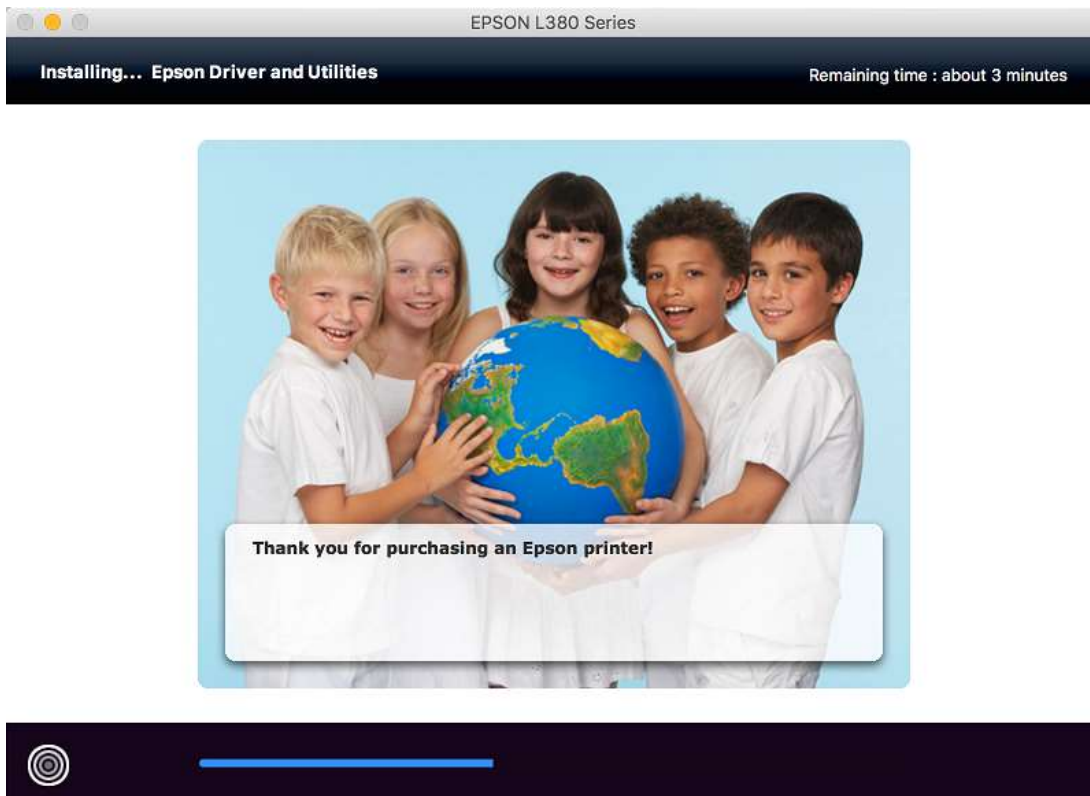 EPSON L380 Series
Installing... Epson Driver and Utilities
Remaining time : about 3 minutes
Thank you for purchasing an Epson printer!